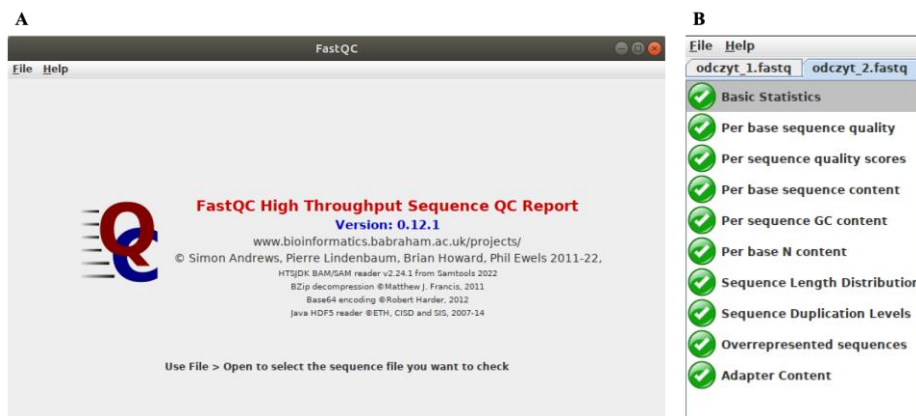 A
FastQC
File Help
FastQC High Throughput Sequence QC Report
Version: 0.12.1
www.bioinformatics.babraham.ac.uk/projects/
© Simon Andrews, Pierre Lindenbaum, Brian Howard, Phil Ewels 2011-22,
HTSJDK BAM/SAM reader v2.24.1 from Samtools 2022
BZip decompression ©Matthew J. Francis, 2011
Base64 encoding ©Robert Harder, 2012
Java HDF5 reader ©ETH, CISD and SIS, 2007-14
Use File > Open to select the sequence file you want to check
B
File Help
odczyt_1.fastq odczyt_2.fastq
Basic Statistics
Per base sequence quality
Per sequence quality scores
Per base sequence content
Per sequence GC content
Per base N content
Sequence Length Distribution
Sequence Duplication Levels
Overrepresented sequences
Adapter Content